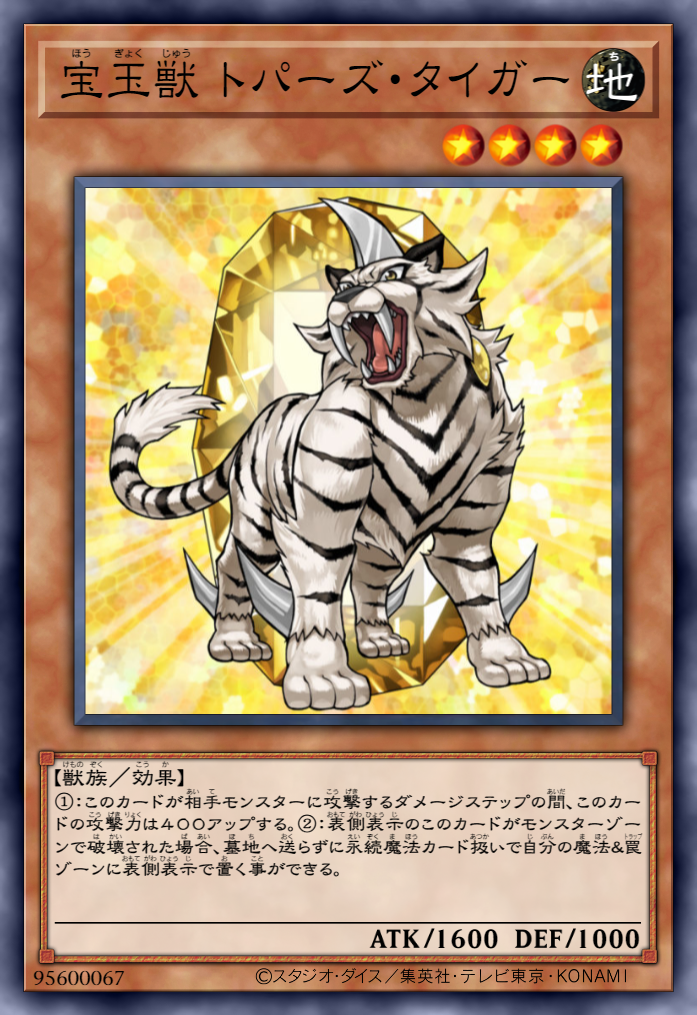 宝玉獣 トパーズ・タイガー
地
【獣族／効果】
①:このカードが相手モンスターに攻撃するダメージステップの間、このカー
ドの攻撃力は４００アップする。②:表側表示のこのカードがモンスターゾー
ンで破壊された場合、墓地へ送らずに永続魔法カード扱いで自分の魔法&罠
ゾーンに表側表示で置く事ができる。
ATK/1600 DEF/1000
95600067 ©スタジオ・ダイス／集英社・テレビ東京・KONAMI